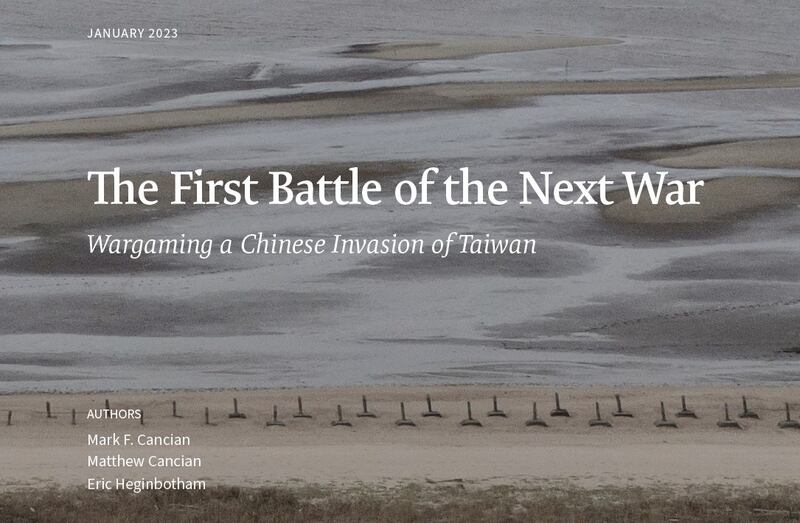 JANUARY 2023
The First Battle of the Next War
Wargaming a Chinese Invasion of Taiwan
AUTHORS
Mark F. Cancian
Matthew Cancian
Eric Heginbotham